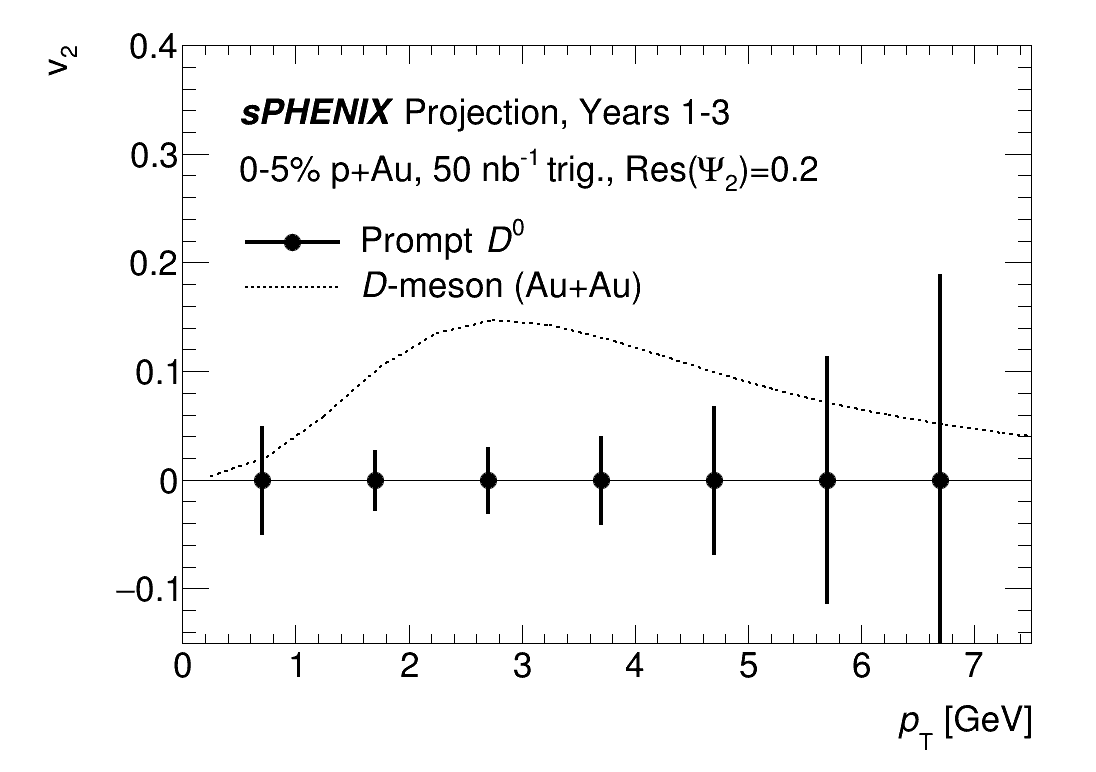 v₂
0.4
0.3
0.2
0.1
0
−0.1
sPHENIX Projection, Years 1-3
0-5% p+Au, 50 nb⁻¹ trig., Res(Ψ₂)=0.2
Prompt D⁰
D-meson (Au+Au)
0 1 2 3 4 5 6 7
p_T [GeV]